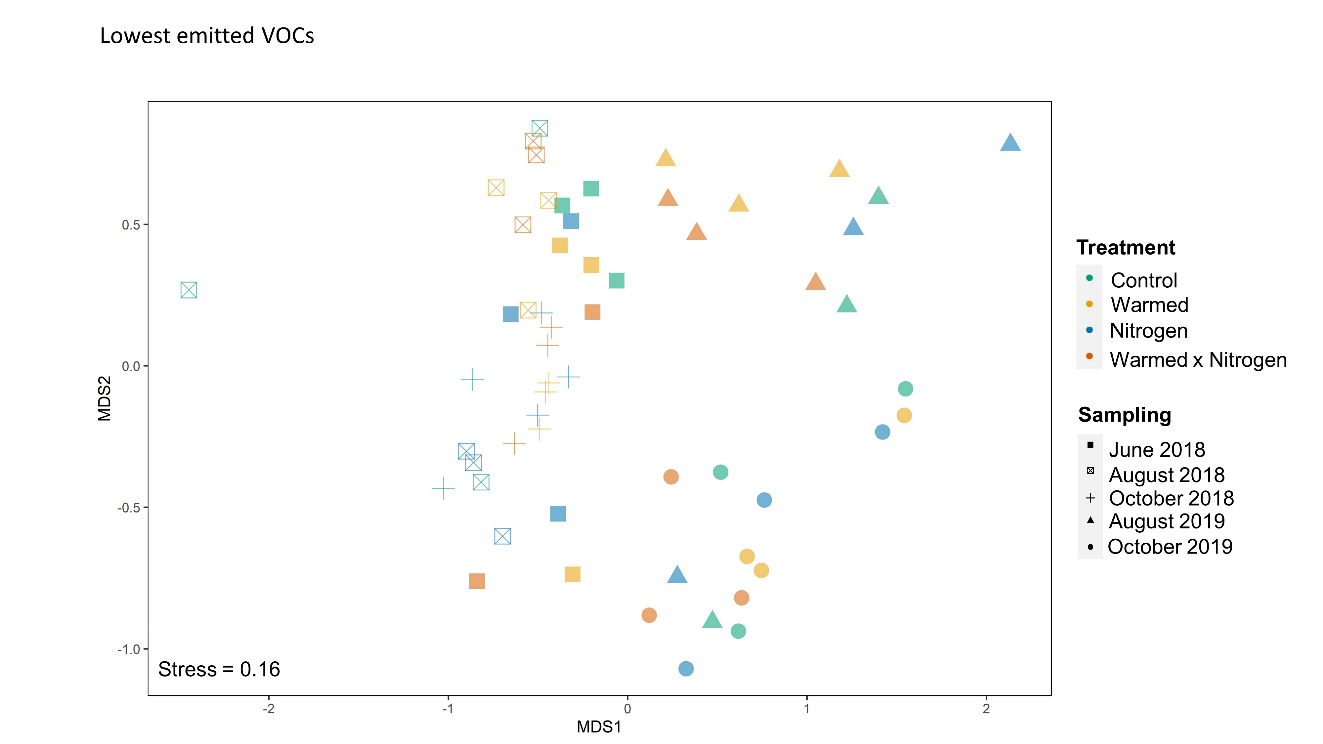 Lowest emitted VOCs
0.5
0.0
-0.5
-1.0
MDS2
Stress = 0.16
-2
-1
0
1
2
MDS1
Treatment
Control
Warmed
Nitrogen
Warmed x Nitrogen
Sampling
June 2018
August 2018
October 2018
August 2019
October 2019